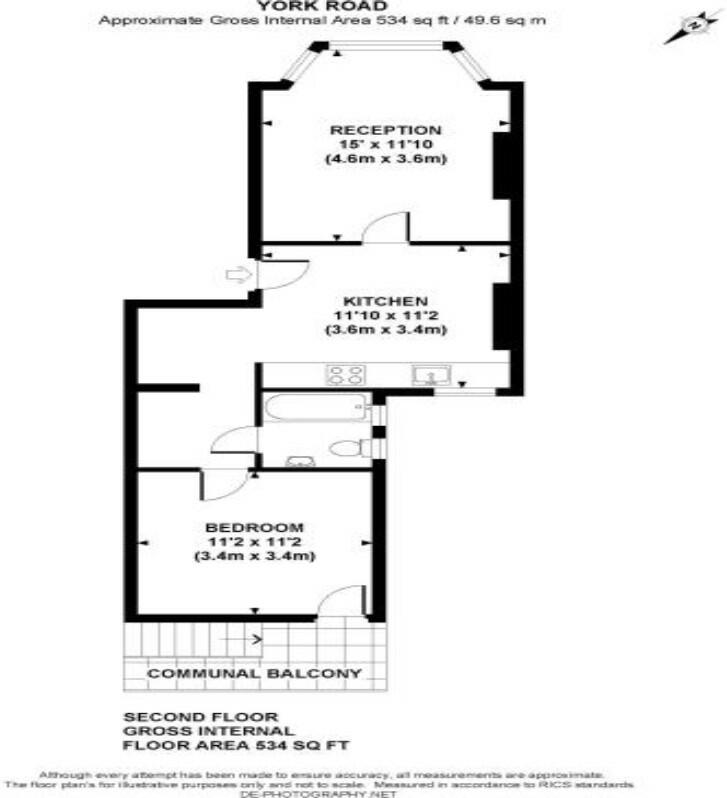 YORK ROAD
Approximate Gross Internal Area 534 sq ft / 49.6 sq m
N
RECEPTION
15' x 11'10
(4.6m x 3.6m)
KITCHEN
11'10 x 11'2
(3.6m x 3.4m)
BEDROOM
11'2 x 11'2
(3.4m x 3.4m)
COMMUNAL BALCONY
SECOND FLOOR
GROSS INTERNAL
FLOOR AREA 534 SQ FT
Although every attempt has been made to ensure accuracy, all measurements are approximate.
The floor plan's for illustrative purposes only and not to scale. Measured in accordance to RICS standards.
DE-PHOTOGRAPHY.NET